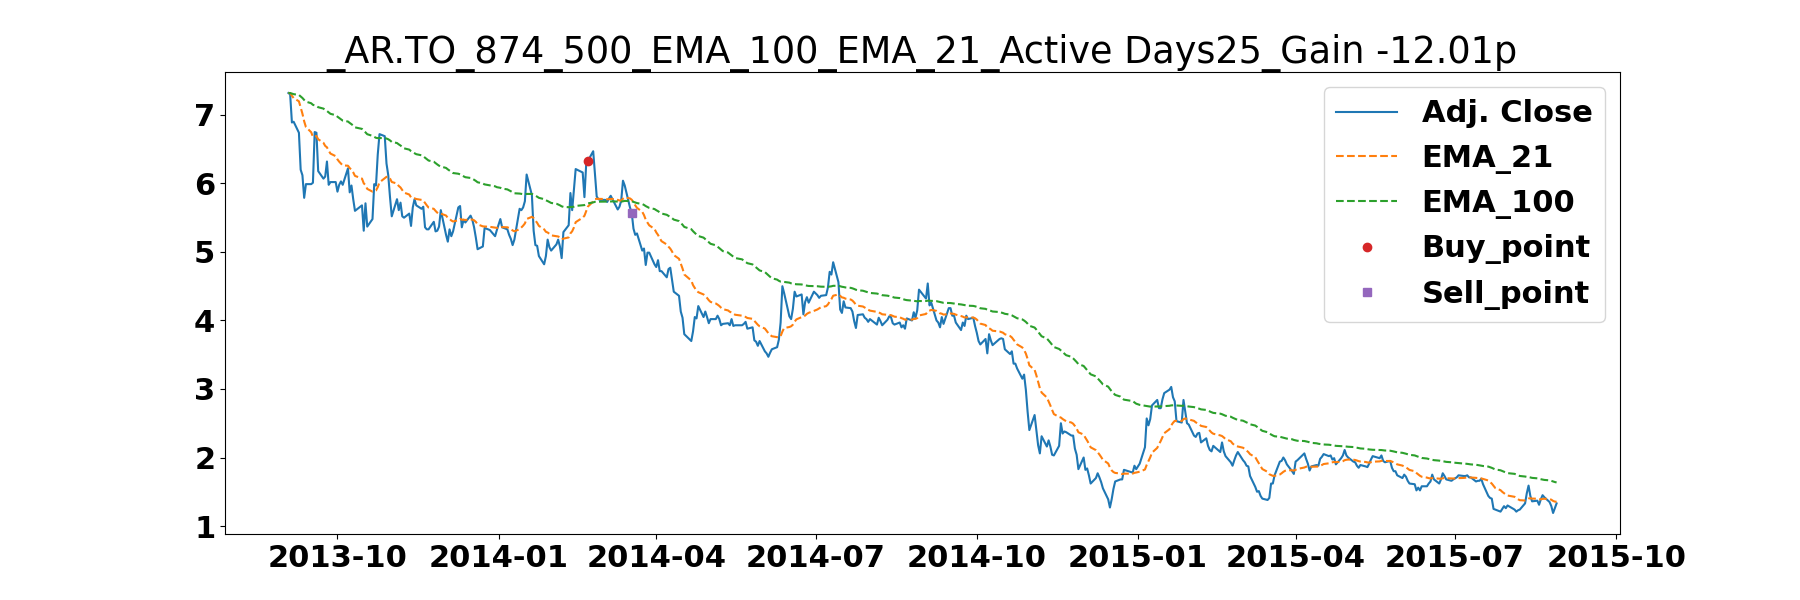 _AR.TO_874_500_EMA_100_EMA_21_Active Days25_Gain -12.01p
7
6
5
4
3
2
1
Adj. Close
EMA_21
EMA_100
Buy_point
Sell_point
2013-10 2014-01 2014-04 2014-07 2014-10 2015-01 2015-04 2015-07 2015-10